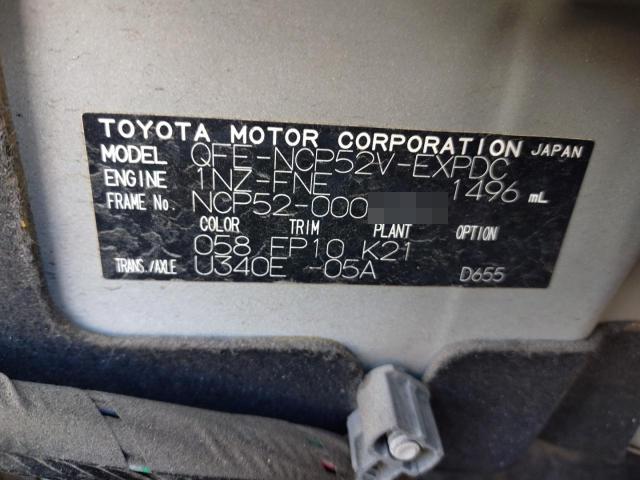 TOYOTA MOTOR CORPORATION JAPAN
MODEL QFE-NCP52V-EXPDC
ENGINE 1NZ-FNE 1496 mL
FRAME No. NCP52-000
COLOR TRIM PLANT OPTION
058 FP10 K21
TRANS./AXLE U340E -05A D655